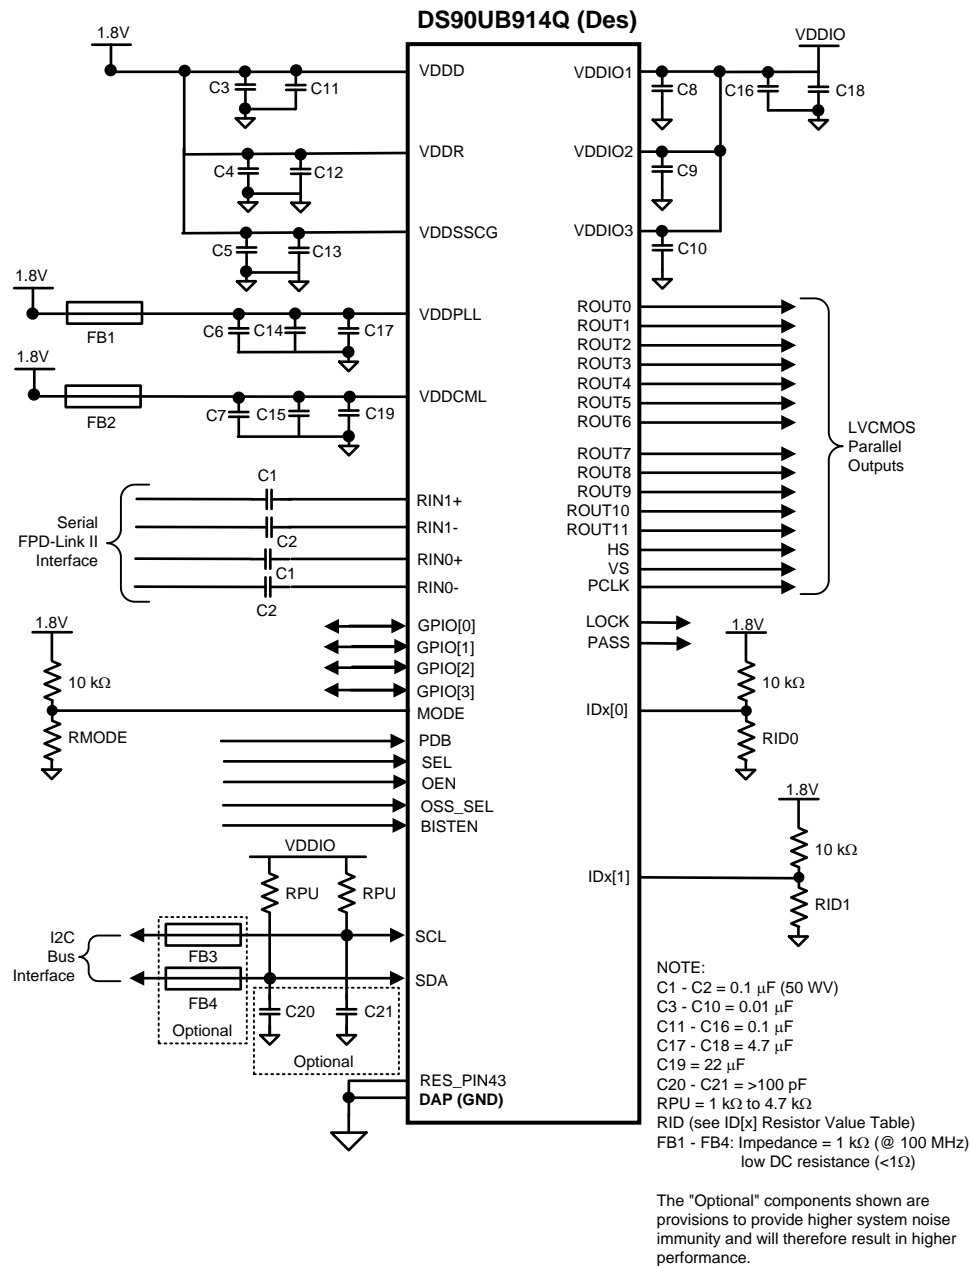 DS90UB914Q (Des)
1.8V
VDDD
C3
C11
VDDR
C4
C12
VDDSSCG
C5
C13
1.8V
FB1
VDDPLL
C6
C14
C17
1.8V
FB2
VDDCML
C7
C15
C19
VDDIO
VDDIO1
C8
C16
C18
VDDIO2
C9
VDDIO3
C10
Serial
FPD-Link II
Interface
C1
RIN1+
RIN1-
C2
RIN0+
C1
RIN0-
C2
ROUT0
ROUT1
ROUT2
ROUT3
ROUT4
ROUT5
ROUT6
ROUT7
ROUT8
ROUT9
ROUT10
ROUT11
HS
VS
PCLK
LVCMOS
Parallel
Outputs
GPIO[0]
GPIO[1]
GPIO[2]
GPIO[3]
1.8V
10 kΩ
MODE
RMODE
LOCK
PASS
1.8V
10 kΩ
IDx[0]
RID0
PDB
SEL
OEN
OSS_SEL
BISTEN
1.8V
10 kΩ
IDx[1]
RID1
VDDIO
RPU
RPU
I2C
Bus
Interface
FB3
SCL
FB4
SDA
Optional
C20
C21
Optional
RES_PIN43
DAP (GND)
NOTE:
C1 - C2 = 0.1 μF (50 WV)
C3 - C10 = 0.01 μF
C11 - C16 = 0.1 μF
C17 - C18 = 4.7 μF
C19 = 22 μF
C20 - C21 = >100 pF
RPU = 1 kΩ to 4.7 kΩ
RID (see ID[x] Resistor Value Table)
FB1 - FB4: Impedance = 1 kΩ (@ 100 MHz)
low DC resistance (<1Ω)
The "Optional" components shown are
provisions to provide higher system noise
immunity and will therefore result in higher
performance.